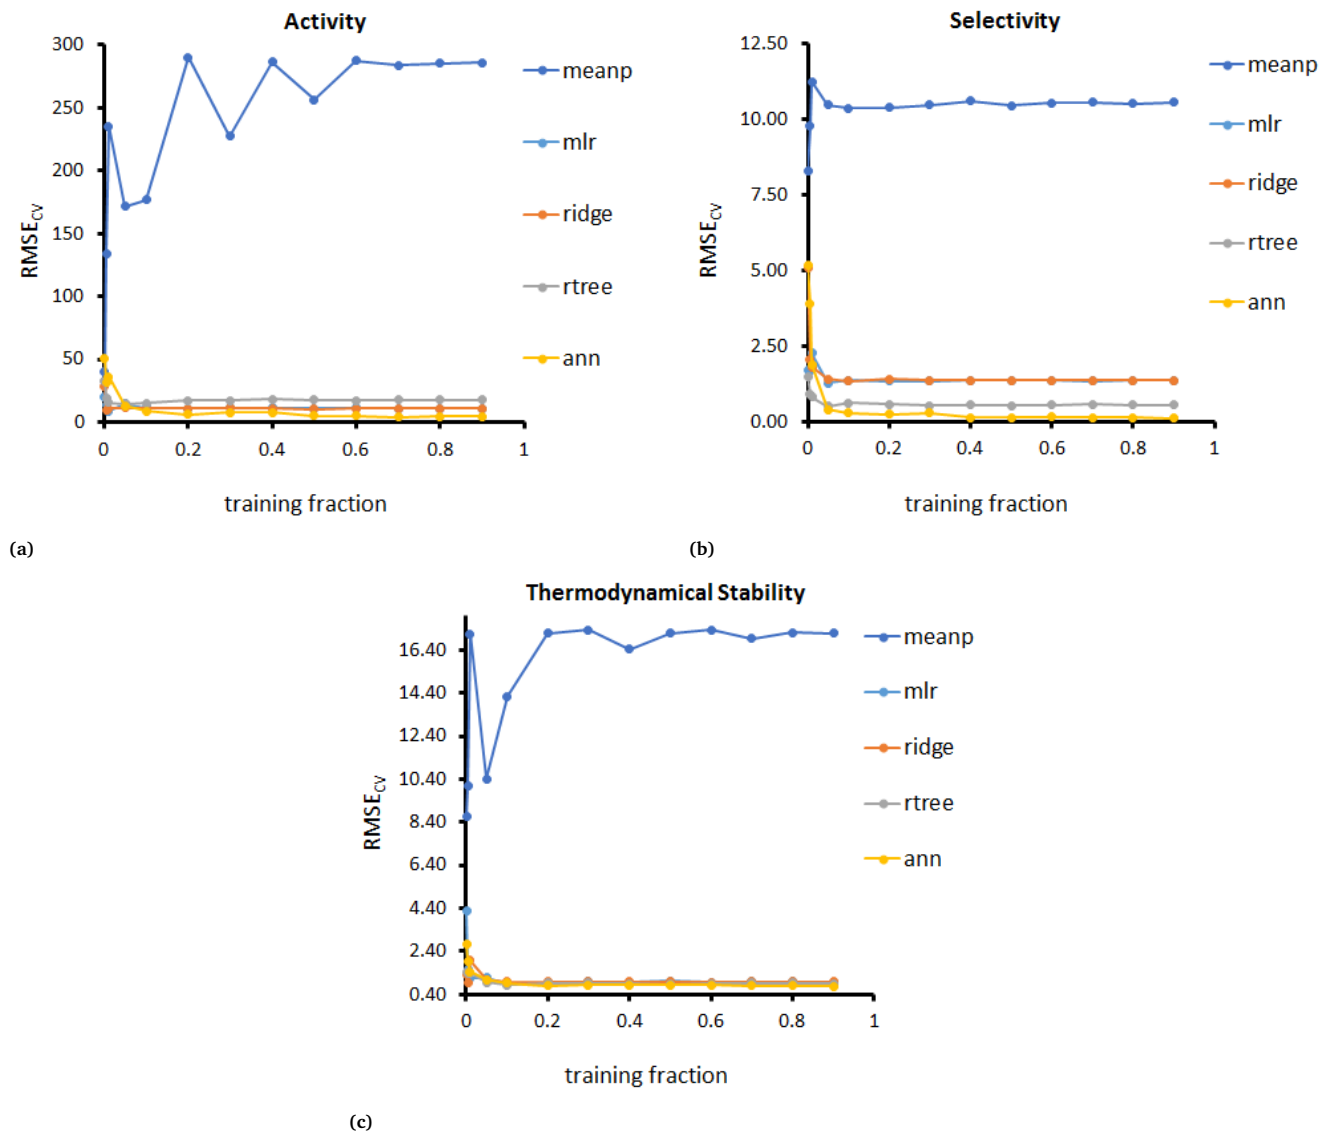 Activity
300
250
200
150
100
50
0
RMSE_CV
0 0.2 0.4 0.6 0.8 1
training fraction
meanp
mlr
ridge
rtree
ann
(a)
Selectivity
12.50
10.00
7.50
5.00
2.50
0.00
RMSE_CV
0 0.2 0.4 0.6 0.8 1
training fraction
meanp
mlr
ridge
rtree
ann
(b)
Thermodynamical Stability
16.40
14.40
12.40
10.40
8.40
6.40
4.40
2.40
0.40
RMSE_CV
0 0.2 0.4 0.6 0.8 1
training fraction
meanp
mlr
ridge
rtree
ann
(c)